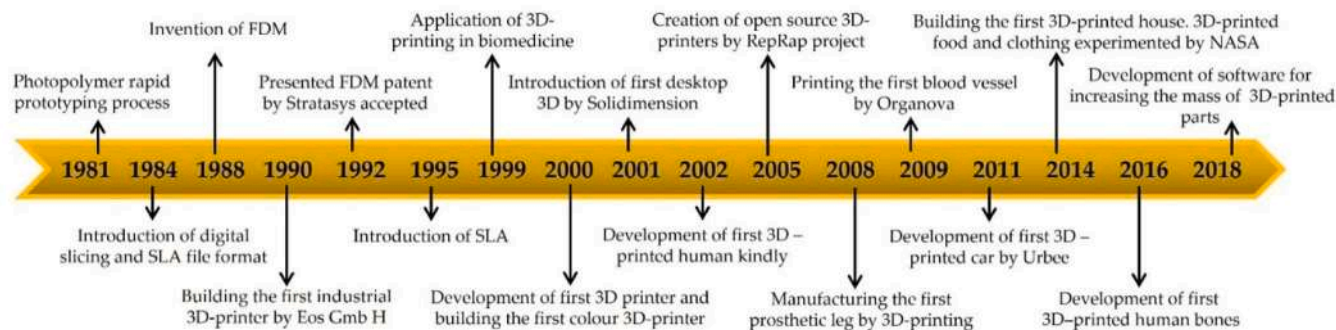 Invention of FDM
Application of 3D-
printing in biomedicine
Creation of open source 3D-
printers by RepRap project
Building the first 3D-printed house. 3D-printed
food and clothing experimented by NASA
Photopolymer rapid
prototyping process
Presented FDM patent
by Stratasys accepted
Introduction of first desktop
3D by Solidimension
Printing the first blood vessel
by Organova
Development of software for
increasing the mass of 3D-printed
parts
1981 1984 1988 1990 1992 1995 1999 2000 2001 2002 2005 2008 2009 2011 2014 2016 2018
Introduction of digital
slicing and SLA file format
Introduction of SLA
Development of first 3D –
printed human kindly
Development of first 3D –
printed car by Urbee
Building the first industrial
3D-printer by Eos Gmb H
Development of first 3D printer and
building the first colour 3D-printer
Manufacturing the first
prosthetic leg by 3D-printing
Development of first
3D–printed human bones